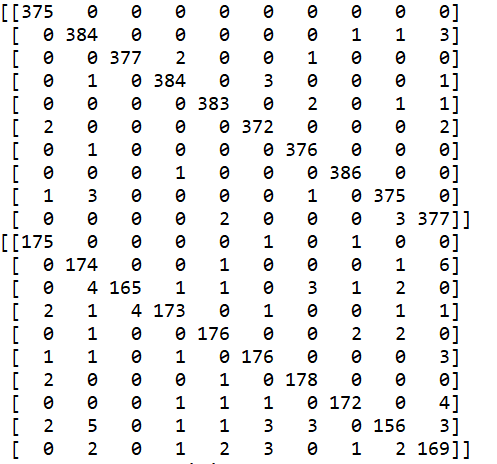 [[375   0   0   0   0   0   0   0   0   0]
 [  0 384   0   0   0   0   0   1   1   3]
 [  0   0 377   2   0   0   1   0   0   0]
 [  0   1   0 384   0   3   0   0   0   1]
 [  0   0   0   0 383   0   2   0   1   1]
 [  2   0   0   0   0 372   0   0   0   2]
 [  0   1   0   0   0   0 376   0   0   0]
 [  0   0   0   1   0   0   0 386   0   0]
 [  1   3   0   0   0   0   1   0 375   0]
 [  0   0   0   0   2   0   0   0   3 377]]
[[175   0   0   0   0   1   0   1   0   0]
 [  0 174   0   0   1   0   0   0   1   6]
 [  0   4 165   1   1   0   3   1   2   0]
 [  2   1   4 173   0   1   0   0   1   1]
 [  0   1   0   0 176   0   0   2   2   0]
 [  1   1   0   1   0 176   0   0   0   3]
 [  2   0   0   0   1   0 178   0   0   0]
 [  0   0   0   1   1   1   0 172   0   4]
 [  2   5   0   1   1   3   3   0 156   3]
 [  0   2   0   1   2   3   0   1   2 169]]